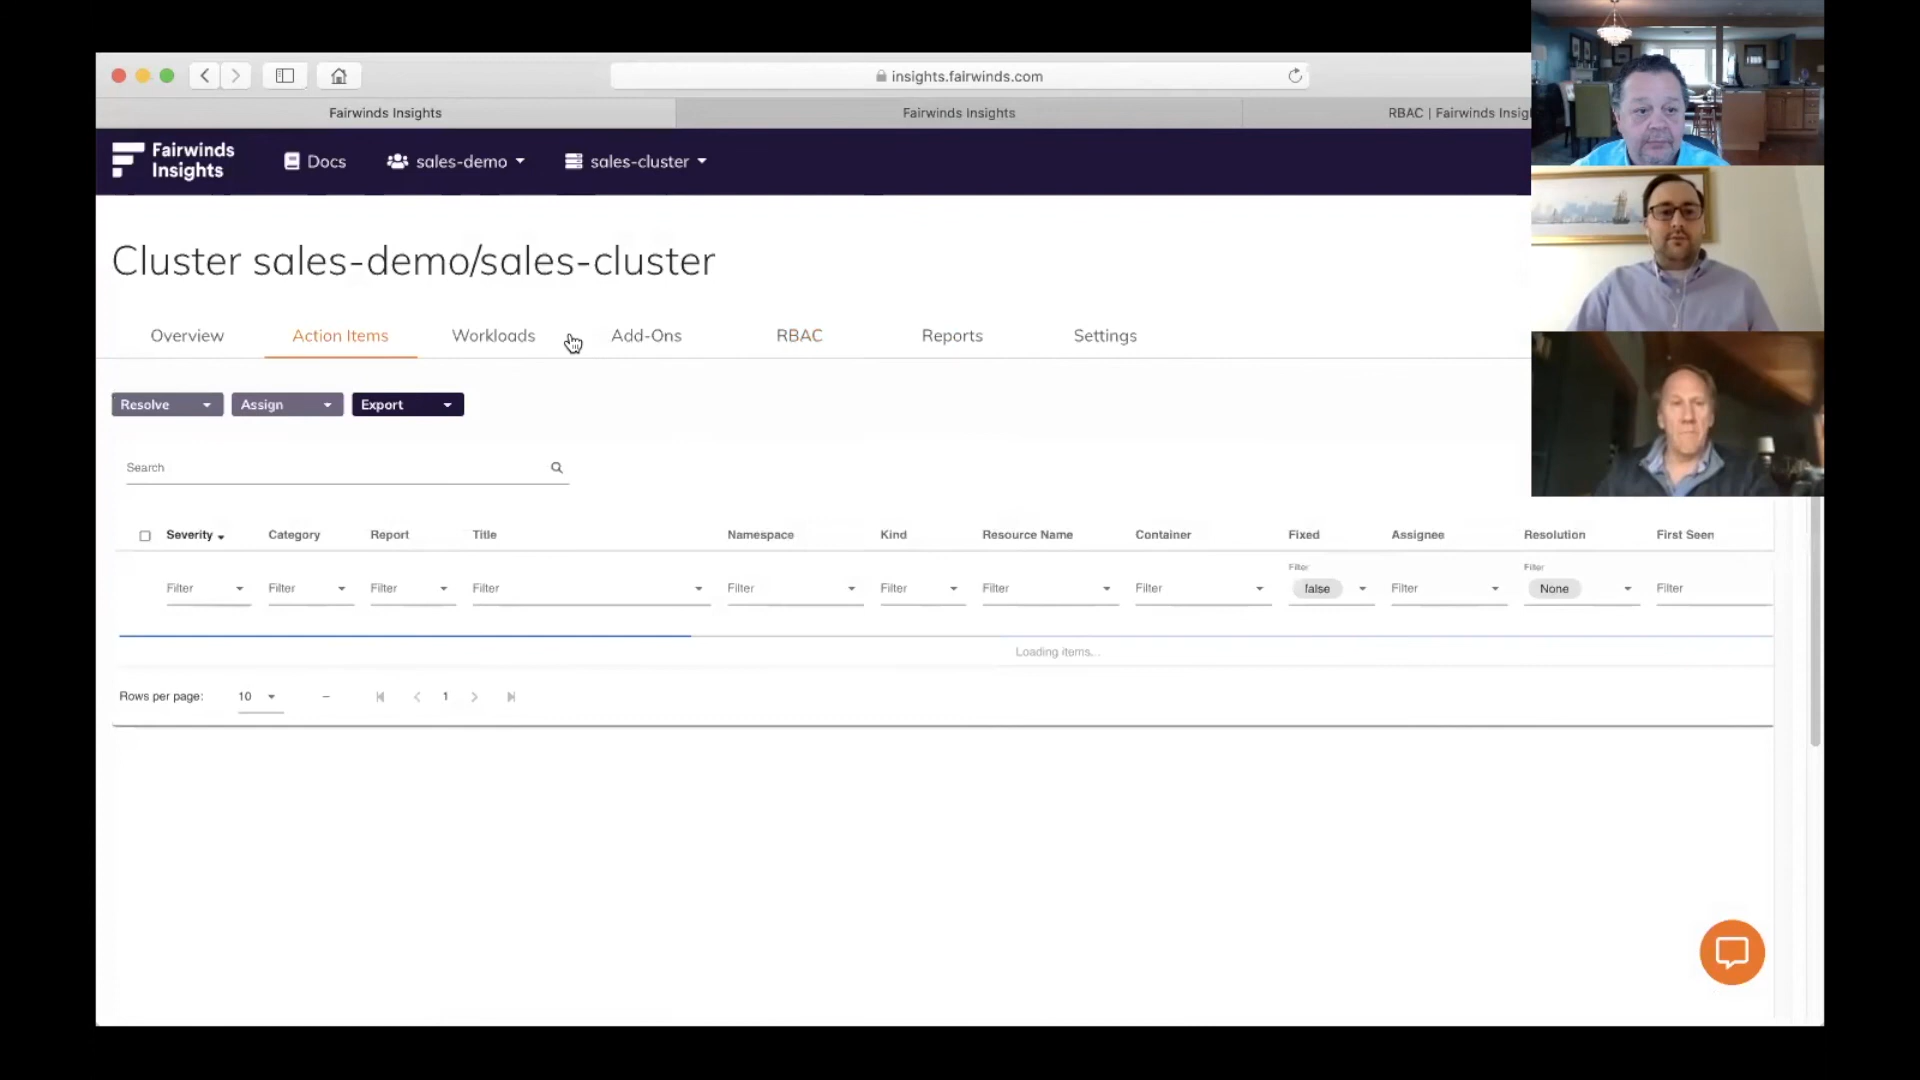 insights.fairwinds.com
Fairwinds Insights
Fairwinds Insights
RBAC | Fairwinds Insig
Fairwinds
Insights
Docs
sales-demo
sales-cluster
Cluster sales-demo/sales-cluster
Overview
Action Items
Workloads
Add-Ons
RBAC
Reports
Settings
Resolve
Assign
Export
Search
Severity
Category
Report
Title
Namespace
Kind
Resource Name
Container
Fixed
Assignee
Resolution
First Seen
Filter
Filter
Filter
Filter
Filter
Filter
Filter
Filter
Filter
false
Filter
Filter
None
Filter
Loading items...
Rows per page:
10
–
1